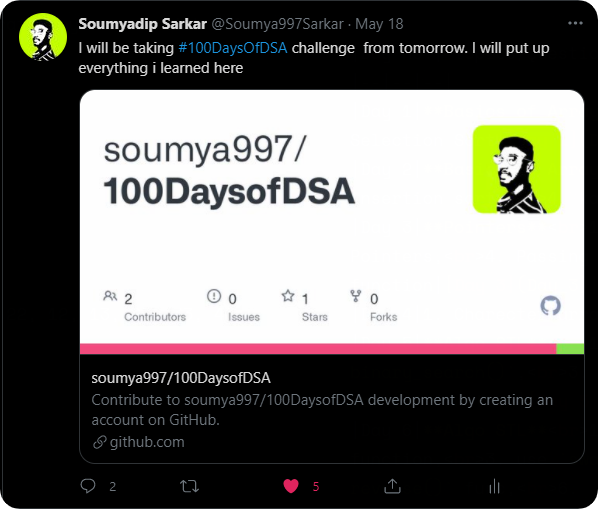 Soumyadip Sarkar @Soumya997Sarkar · May 18
I will be taking #100DaysOfDSA challenge from tomorrow. I will put up
everything i learned here
soumya997/
100DaysofDSA
2 0 1 0
Contributors Issues Stars Forks
soumya997/100DaysofDSA
Contribute to soumya997/100DaysofDSA development by creating an
account on GitHub.
github.com
2 5